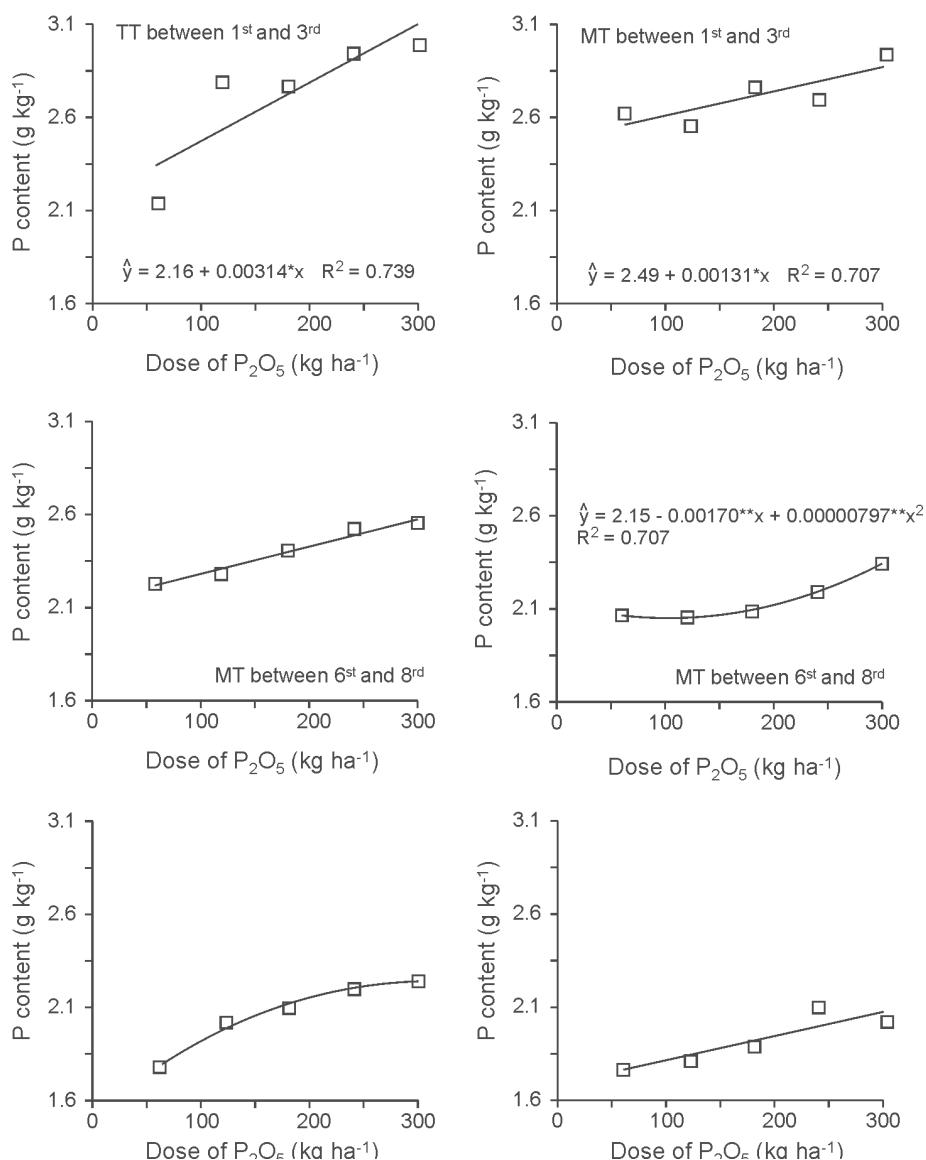 3.1
2.6
2.1
1.6
P content (g kg⁻¹)
TT between 1ˢᵗ and 3ʳᵈ
ŷ = 2.16 + 0.00314*x R² = 0.739
0 100 200 300
Dose of P₂O₅ (kg ha⁻¹)
3.1
2.6
2.1
1.6
P content (g kg⁻¹)
MT between 1ˢᵗ and 3ʳᵈ
ŷ = 2.49 + 0.00131*x R² = 0.707
0 100 200 300
Dose of P₂O₅ (kg ha⁻¹)
3.1
2.6
2.1
1.6
P content (g kg⁻¹)
MT between 6ˢᵗ and 8ʳᵈ
0 100 200 300
Dose of P₂O₅ (kg ha⁻¹)
3.1
2.6
2.1
1.6
P content (g kg⁻¹)
ŷ = 2.15 - 0.00170**x + 0.00000797**x²
R² = 0.707
MT between 6ˢᵗ and 8ʳᵈ
0 100 200 300
Dose of P₂O₅ (kg ha⁻¹)
3.1
2.6
2.1
1.6
P content (g kg⁻¹)
0 100 200 300
Dose of P₂O₅ (kg ha⁻¹)
3.1
2.6
2.1
1.6
P content (g kg⁻¹)
0 100 200 300
Dose of P₂O₅ (kg ha⁻¹)